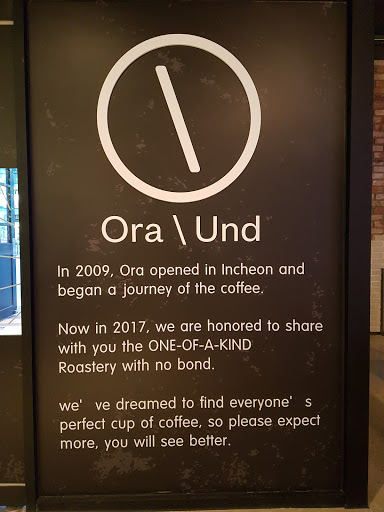 Ora \ Und
In 2009, Ora opened in Incheon and
began a journey of the coffee.
Now in 2017, we are honored to share
with you the ONE-OF-A-KIND
Roastery with no bond.
we' ve dreamed to find everyone' s
perfect cup of coffee, so please expect
more, you will see better.